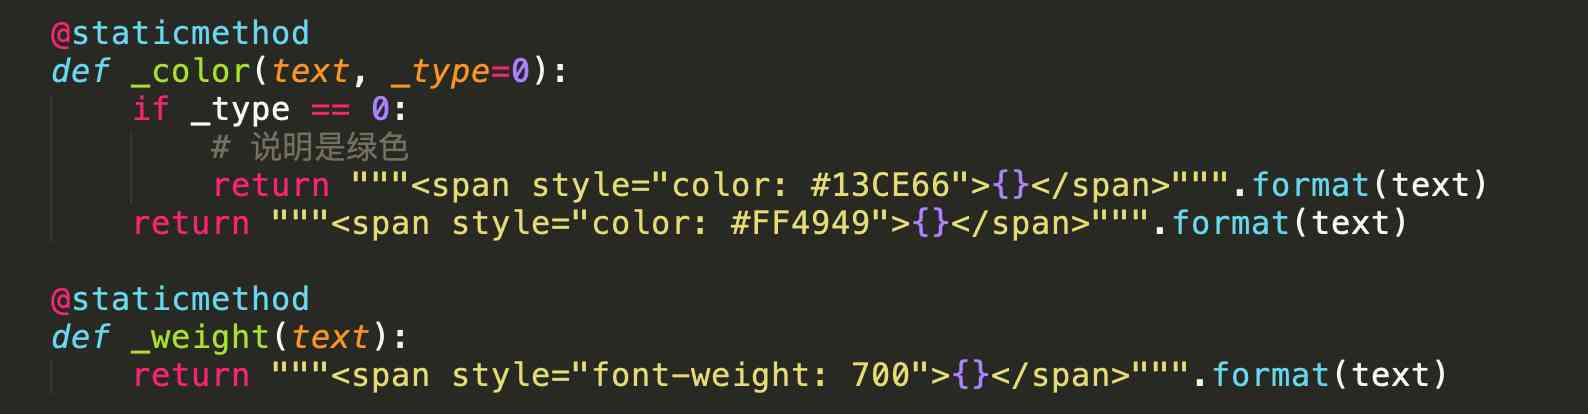 @staticmethod
def _color(text, _type=0):
    if _type == 0:
        # 说明是绿色
        return """<span style="color: #13CE66">{}</span>""".format(text)
    return """<span style="color: #FF4949">{}</span>""".format(text)

@staticmethod
def _weight(text):
    return """<span style="font-weight: 700">{}</span>""".format(text)